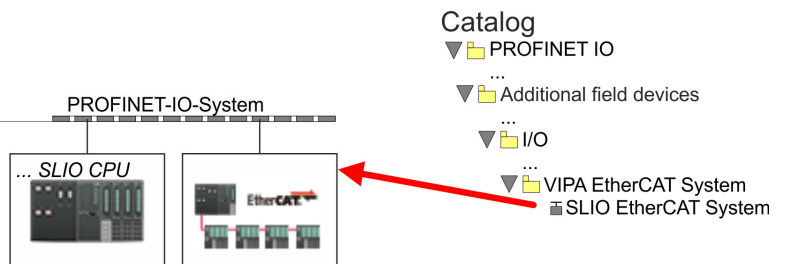 Catalog
PROFINET IO
...
Additional field devices
...
I/O
...
VIPA EtherCAT System
SLIO EtherCAT System
PROFINET-IO-System
... SLIO CPU
EtherCAT